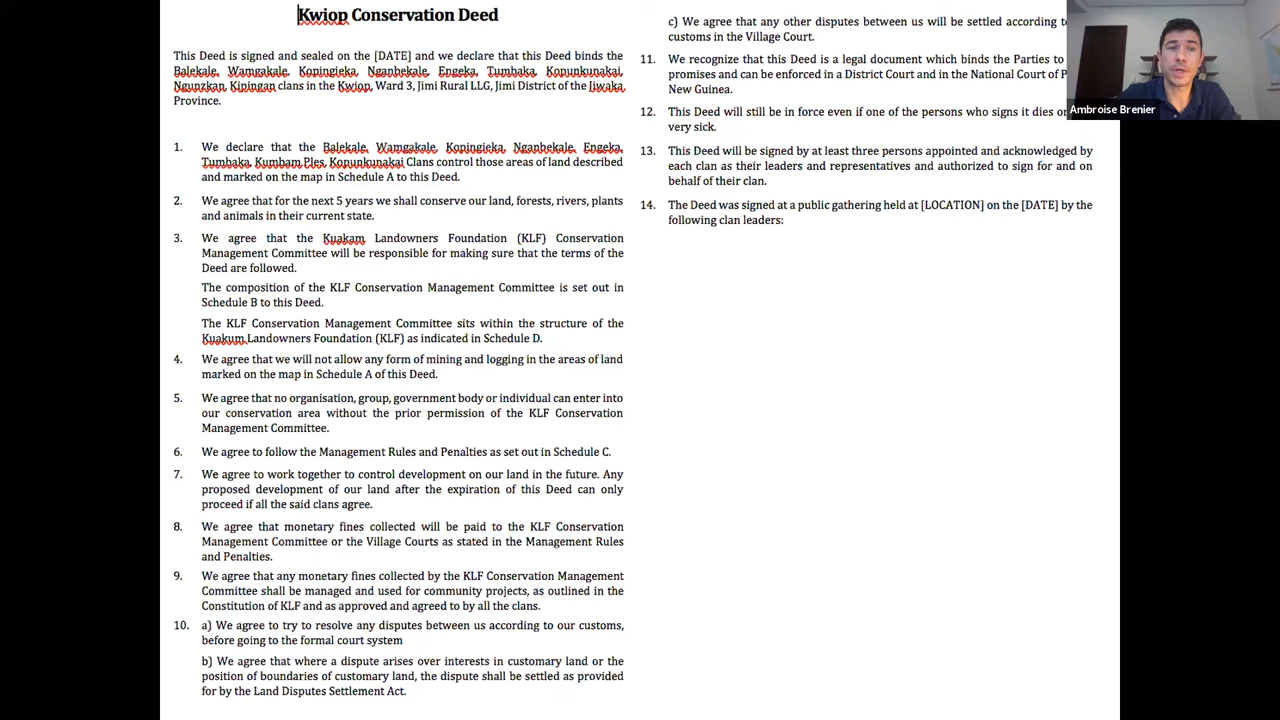 Kwiop Conservation Deed
This Deed is signed and sealed on the [DATE] and we declare that this Deed binds the
Balekale, Wamgakale, Kopingieka, Nganbekale, Engeka, Tumbaka, Kopunkunakai,
Ngunzkan, Kipingan clans in the Kwiop, Ward 3, Jimi Rural LLG, Jimi District of the Jiwaka
Province.
1. We declare that the Balekale, Wamgakale, Kopingieka, Nganbekale, Engeka,
Tumbaka, Kumbam Ples, Kopunkunakai Clans control those areas of land described
and marked on the map in Schedule A to this Deed.
2. We agree that for the next 5 years we shall conserve our land, forests, rivers, plants
and animals in their current state.
3. We agree that the Kuakam Landowners Foundation (KLF) Conservation
Management Committee will be responsible for making sure that the terms of the
Deed are followed.
The composition of the KLF Conservation Management Committee is set out in
Schedule B to this Deed.
The KLF Conservation Management Committee sits within the structure of the
Kuakum Landowners Foundation (KLF) as indicated in Schedule D.
4. We agree that we will not allow any form of mining and logging in the areas of land
marked on the map in Schedule A of this Deed.
5. We agree that no organisation, group, government body or individual can enter into
our conservation area without the prior permission of the KLF Conservation
Management Committee.
6. We agree to follow the Management Rules and Penalties as set out in Schedule C.
7. We agree to work together to control development on our land in the future. Any
proposed development of our land after the expiration of this Deed can only
proceed if all the said clans agree.
8. We agree that monetary fines collected will be paid to the KLF Conservation
Management Committee or the Village Courts as stated in the Management Rules
and Penalties.
9. We agree that any monetary fines collected by the KLF Conservation Management
Committee shall be managed and used for community projects, as outlined in the
Constitution of KLF and as approved and agreed to by all the clans.
10. a) We agree to try to resolve any disputes between us according to our customs,
before going to the formal court system
b) We agree that where a dispute arises over interests in customary land or the
position of boundaries of customary land, the dispute shall be settled as provided
for by the Land Disputes Settlement Act.
c) We agree that any other disputes between us will be settled according
customs in the Village Court.
11. We recognize that this Deed is a legal document which binds the Parties to
promises and can be enforced in a District Court and in the National Court of
New Guinea.
12. This Deed will still be in force even if one of the persons who signs it dies
very sick.
13. This Deed will be signed by at least three persons appointed and acknowledged by
each clan as their leaders and representatives and authorized to sign for and on
behalf of their clan.
14. The Deed was signed at a public gathering held at [LOCATION] on the [DATE] by the
following clan leaders:
Ambroise Brenier